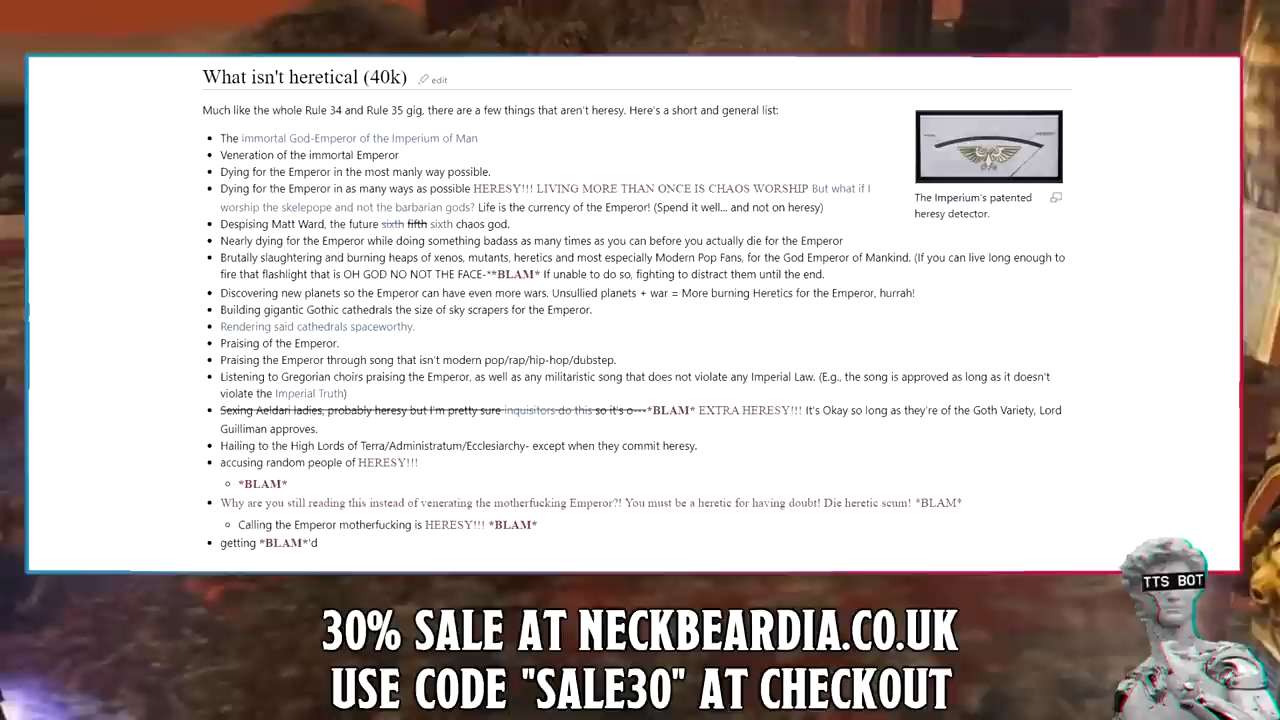 What isn't heretical (40k) edit
Much like the whole Rule 34 and Rule 35 gig, there are a few things that aren't heresy. Here's a short and general list:
The immortal God-Emperor of the Imperium of Man
Veneration of the immortal Emperor
Dying for the Emperor in the most manly way possible.
Dying for the Emperor in as many ways as possible HERESY!!! LIVING MORE THAN ONCE IS CHAOS WORSHIP But what if I
worship the skelepope and not the barbarian gods? Life is the currency of the Emperor! (Spend it well... and not on heresy)
Despising Matt Ward, the future sixth fifth sixth chaos god.
Nearly dying for the Emperor while doing something badass as many times as you can before you actually die for the Emperor
Brutally slaughtering and burning heaps of xenos, mutants, heretics and most especially Modern Pop Fans, for the God Emperor of Mankind. (If you can live long enough to
fire that flashlight that is OH GOD NO NOT THE FACE-**BLAM* If unable to do so, fighting to distract them until the end.
Discovering new planets so the Emperor can have even more wars. Unsullied planets + war = More burning Heretics for the Emperor, hurrah!
Building gigantic Gothic cathedrals the size of sky scrapers for the Emperor.
Rendering said cathedrals spaceworthy.
Praising of the Emperor.
Praising the Emperor through song that isn't modern pop/rap/hip-hop/dubstep.
Listening to Gregorian choirs praising the Emperor, as well as any militaristic song that does not violate any Imperial Law. (E.g., the song is approved as long as it doesn't
violate the Imperial Truth)
Sexing Aeldari ladies, probably heresy but I'm pretty sure inquisitors do this so it's o---*BLAM* EXTRA HERESY!!! It's Okay so long as they're of the Goth Variety, Lord
Guilliman approves.
Hailing to the High Lords of Terra/Administratum/Ecclesiarchy- except when they commit heresy.
accusing random people of HERESY!!!
*BLAM*
Why are you still reading this instead of venerating the motherfucking Emperor?! You must be a heretic for having doubt! Die heretic scum! *BLAM*
Calling the Emperor motherfucking is HERESY!!! *BLAM*
getting *BLAM*'d
The Imperium's patented
heresy detector.
TTS BOT
30% SALE AT NECKBEARDIA.CO.UK
USE CODE "SALE30" AT CHECKOUT